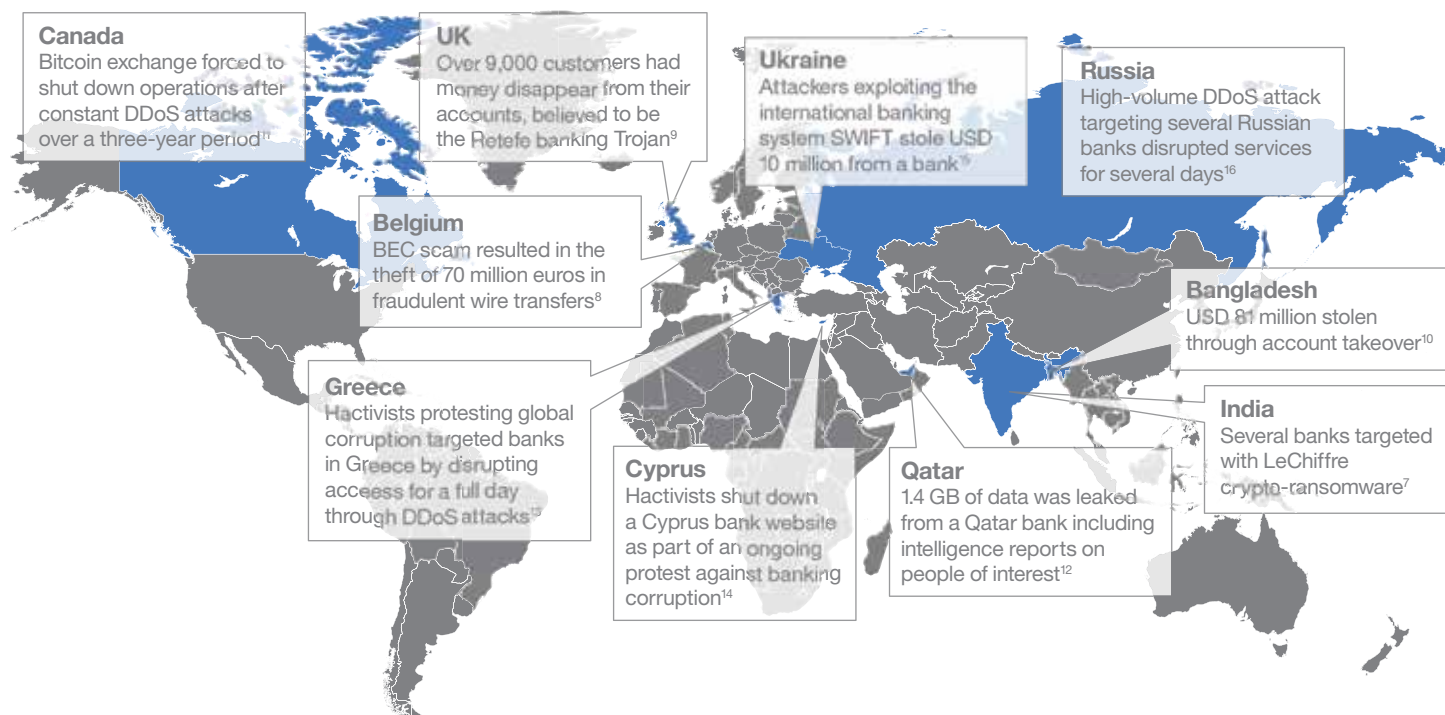 Canada
Bitcoin exchange forced to
shut down operations after
constant DDoS attacks
over a three-year period¹¹
UK
Over 9,000 customers had
money disappear from their
accounts, believed to be
the Retefe banking Trojan⁹
Ukraine
Attackers exploiting the
international banking
system SWIFT stole USD
10 million from a bank¹⁵
Russia
High-volume DDoS attack
targeting several Russian
banks disrupted services
for several days¹⁶
Belgium
BEC scam resulted in the
theft of 70 million euros in
fraudulent wire transfers⁸
Bangladesh
USD 81 million stolen
through account takeover¹⁰
Greece
Hactivists protesting global
corruption targeted banks
in Greece by disrupting
acceess for a full day
through DDoS attacks¹³
Cyprus
Hactivists shut down
a Cyprus bank website
as part of an ongoing
protest against banking
corruption¹⁴
Qatar
1.4 GB of data was leaked
from a Qatar bank including
intelligence reports on
people of interest¹²
India
Several banks targeted
with LeChiffre
crypto-ransomware⁷